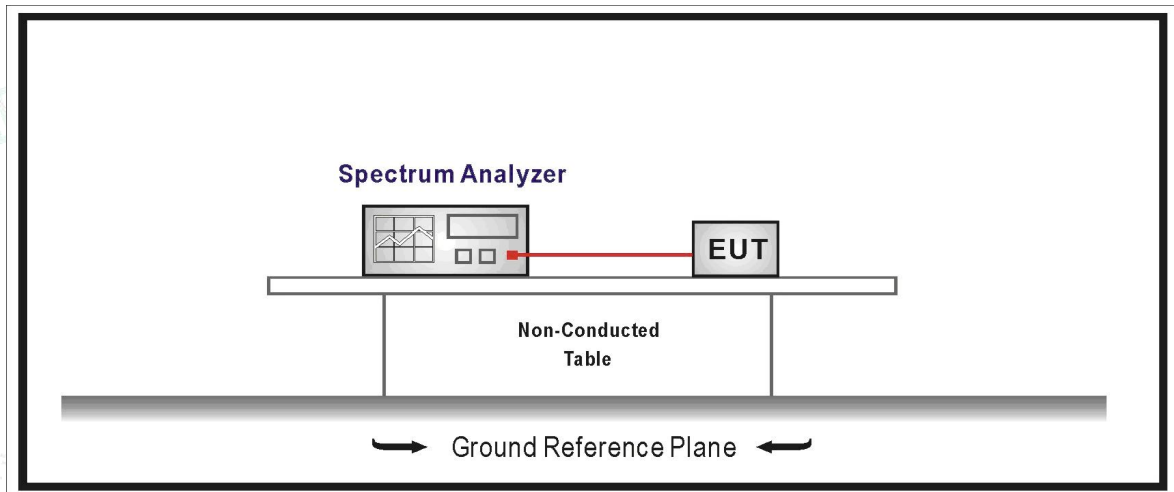 Spectrum Analyzer
EUT
Non-Conducted
Table
Ground Reference Plane